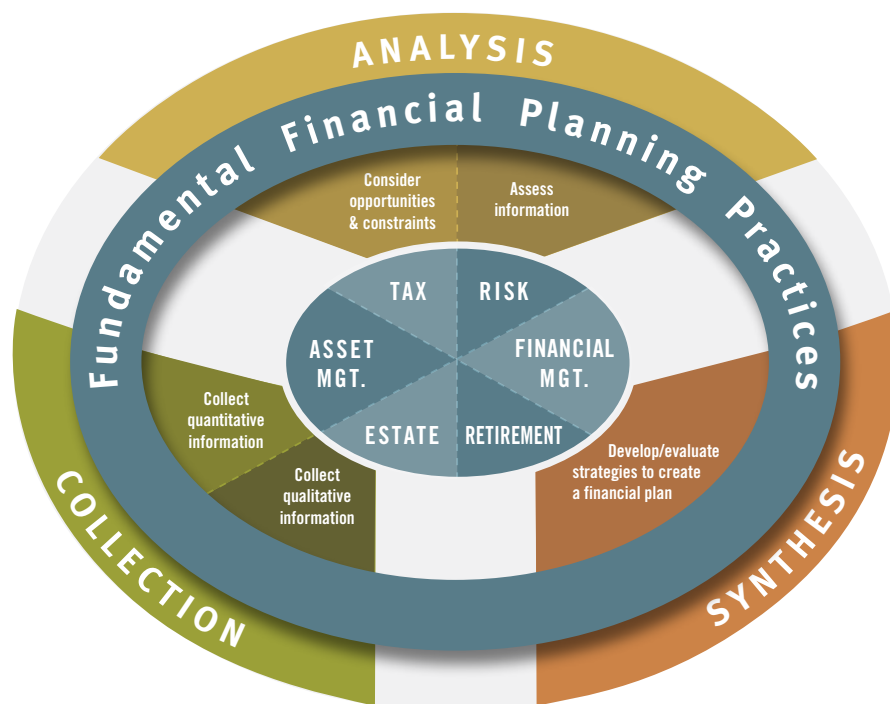 ANALYSIS
Fundamental Financial Planning Practices
Consider
opportunities
& constraints
Assess
information
TAX
RISK
ASSET
MGT.
FINANCIAL
MGT.
ESTATE
RETIREMENT
Collect
quantitative
information
Collect
qualitative
information
Develop/evaluate
strategies to create
a financial plan
COLLECTION
SYNTHESIS